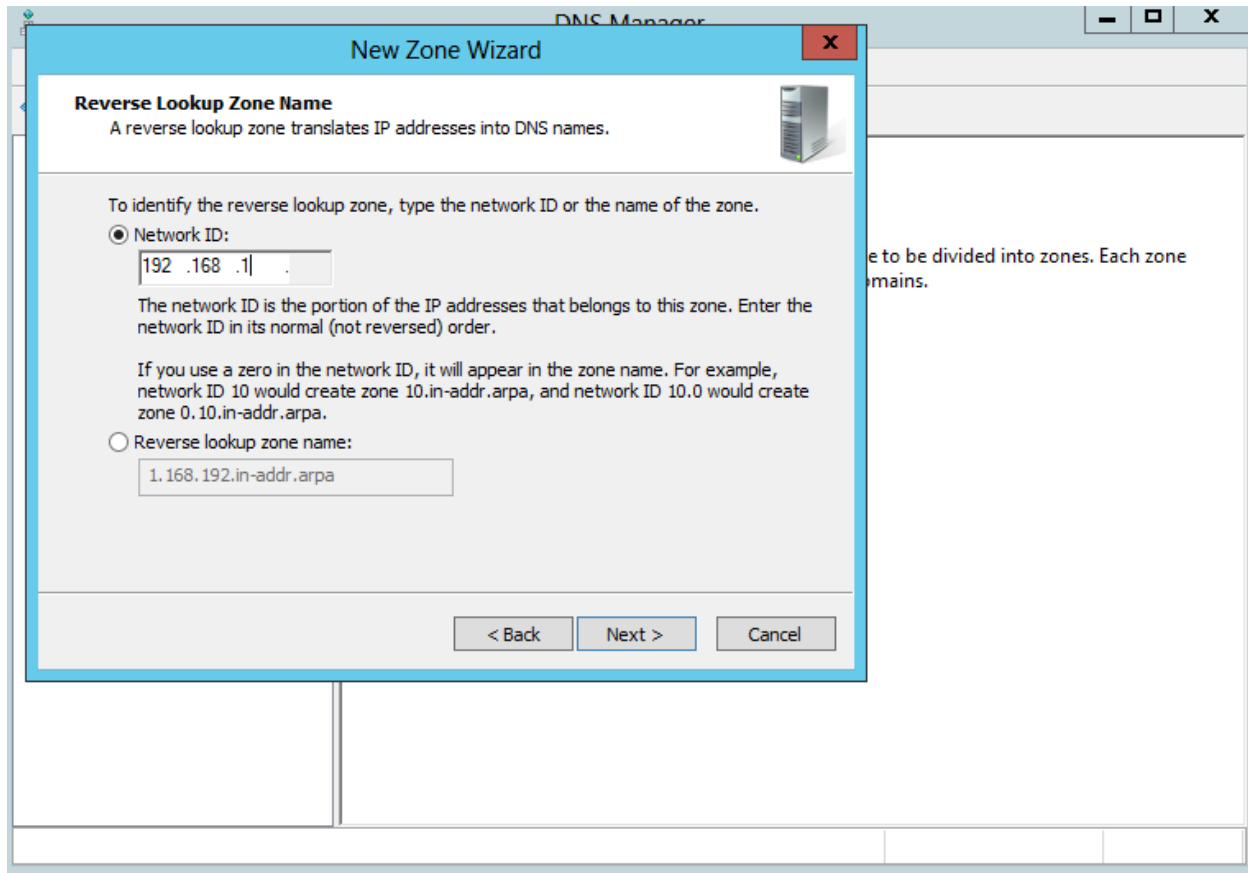 DNS Manager
New Zone Wizard
Reverse Lookup Zone Name
A reverse lookup zone translates IP addresses into DNS names.
To identify the reverse lookup zone, type the network ID or the name of the zone.
Network ID:
192 .168 .1 .
The network ID is the portion of the IP addresses that belongs to this zone. Enter the
network ID in its normal (not reversed) order.
If you use a zero in the network ID, it will appear in the zone name. For example,
network ID 10 would create zone 10.in-addr.arpa, and network ID 10.0 would create
zone 0.10.in-addr.arpa.
Reverse lookup zone name:
1.168.192.in-addr.arpa
< Back Next > Cancel
e to be divided into zones. Each zone
mains.